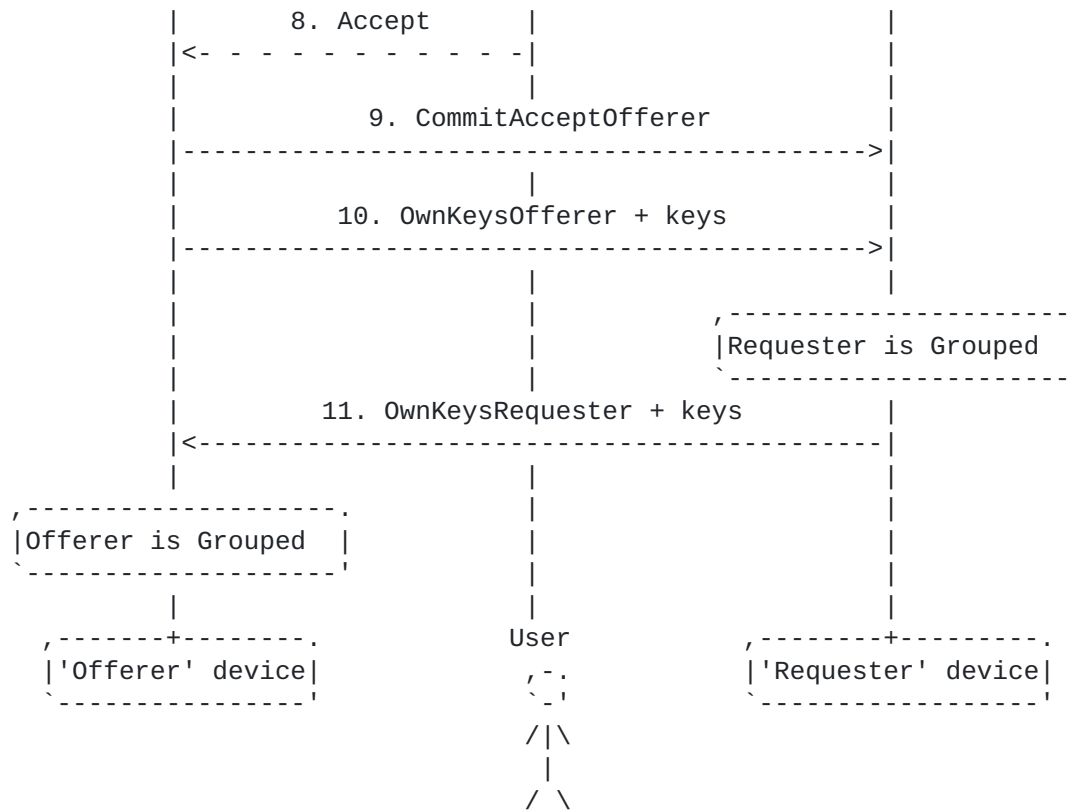 8. Accept
9. CommitAcceptOfferer
10. OwnKeysOfferer + keys
Requester is Grouped
11. OwnKeysRequester + keys
Offerer is Grouped
User
'Offerer' device
'Requester' device